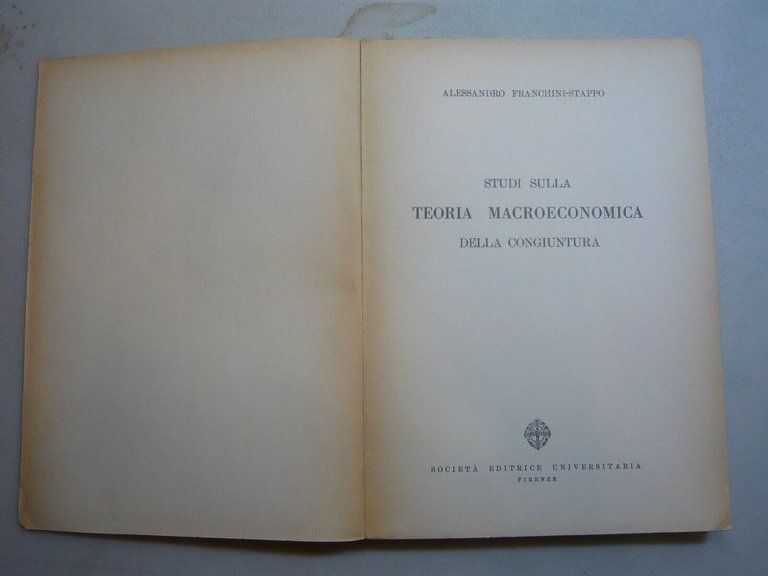 ALESSANDRO FRANCHINI-STAPPO
STUDI SULLA
TEORIA MACROECONOMICA
DELLA CONGIUNTURA
SOCIETÀ EDITRICE UNIVERSITARIA
FIRENZE